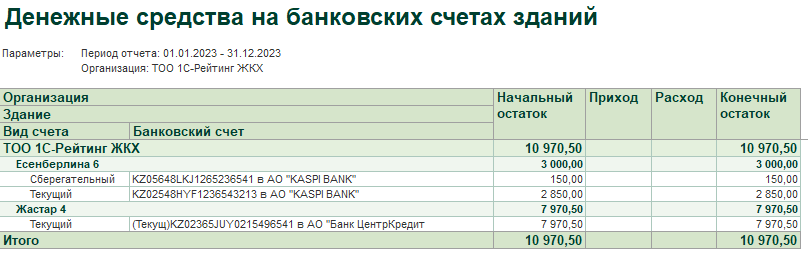 Денежные средства на банковских счетах зданий
Параметры: Период отчета: 01.01.2023 - 31.12.2023
Организация: ТОО 1С-Рейтинг ЖКХ
Организация Начальный остаток Приход Расход Конечный остаток
Здание
Вид счета Банковский счет
ТОО 1С-Рейтинг ЖКХ 10 970,50 10 970,50
Есенберлина 6 3 000,00 3 000,00
Сберегательный KZ05648LKJ1265236541 в АО "KASPI BANK" 150,00 150,00
Текущий KZ02548HYF1236543213 в АО "KASPI BANK" 2 850,00 2 850,00
Жастар 4 7 970,50 7 970,50
Текущий (Текущ)KZ02365JUY0215496541 в АО "Банк ЦентрКредит 7 970,50 7 970,50
Итого 10 970,50 10 970,50